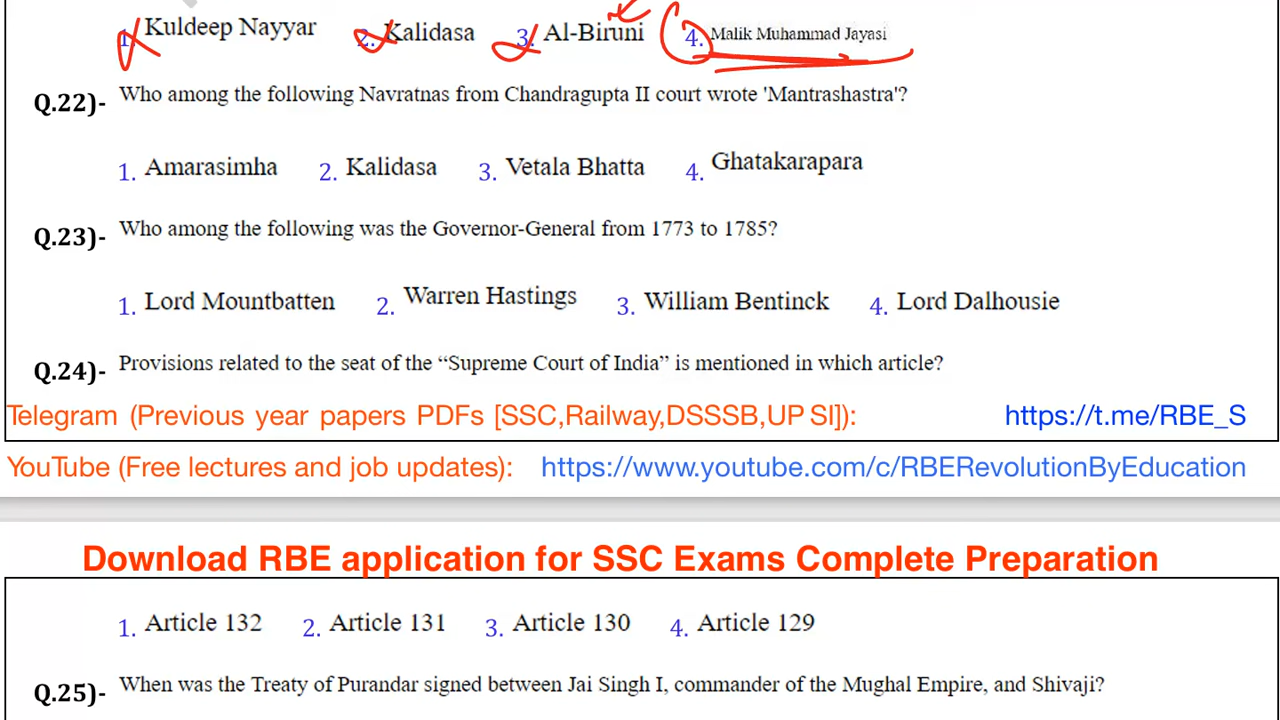 1. Kuldeep Nayyar 2. Kalidasa 3. Al-Biruni 4. Malik Muhammad Jayasi
Q.22)- Who among the following Navratnas from Chandragupta II court wrote 'Mantrashastra'?
1. Amarasimha 2. Kalidasa 3. Vetala Bhatta 4. Ghatakarapara
Q.23)- Who among the following was the Governor-General from 1773 to 1785?
1. Lord Mountbatten 2. Warren Hastings 3. William Bentinck 4. Lord Dalhousie
Q.24)- Provisions related to the seat of the “Supreme Court of India” is mentioned in which article?
Telegram (Previous year papers PDFs [SSC,Railway,DSSSB,UP SI]): https://t.me/RBE_S
YouTube (Free lectures and job updates): https://www.youtube.com/c/RBERevolutionByEducation
Download RBE application for SSC Exams Complete Preparation
1. Article 132 2. Article 131 3. Article 130 4. Article 129
Q.25)- When was the Treaty of Purandar signed between Jai Singh I, commander of the Mughal Empire, and Shivaji?